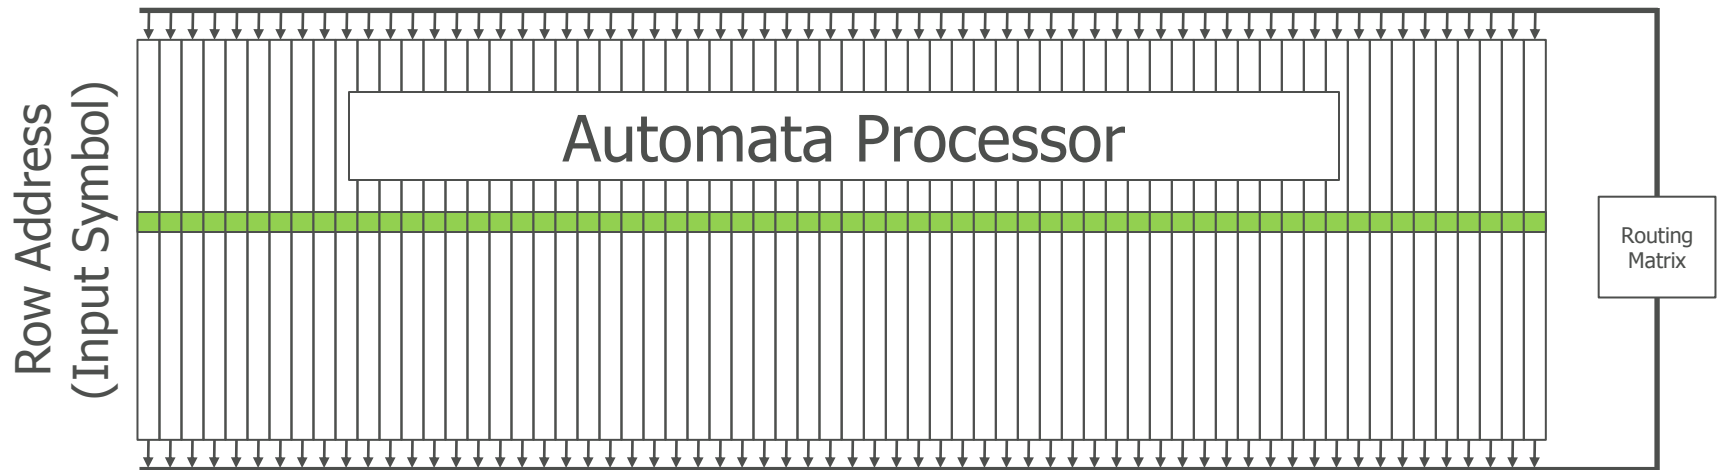 Row Address
(Input Symbol)
Automata Processor
Routing
Matrix